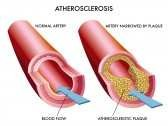 ATHEROSCLEROSIS
NORMAL ARTERY
ARTERY NARROWED BY PLAQUE
BLOOD FLOW
ATHEROSCLEROTIC PLAQUE